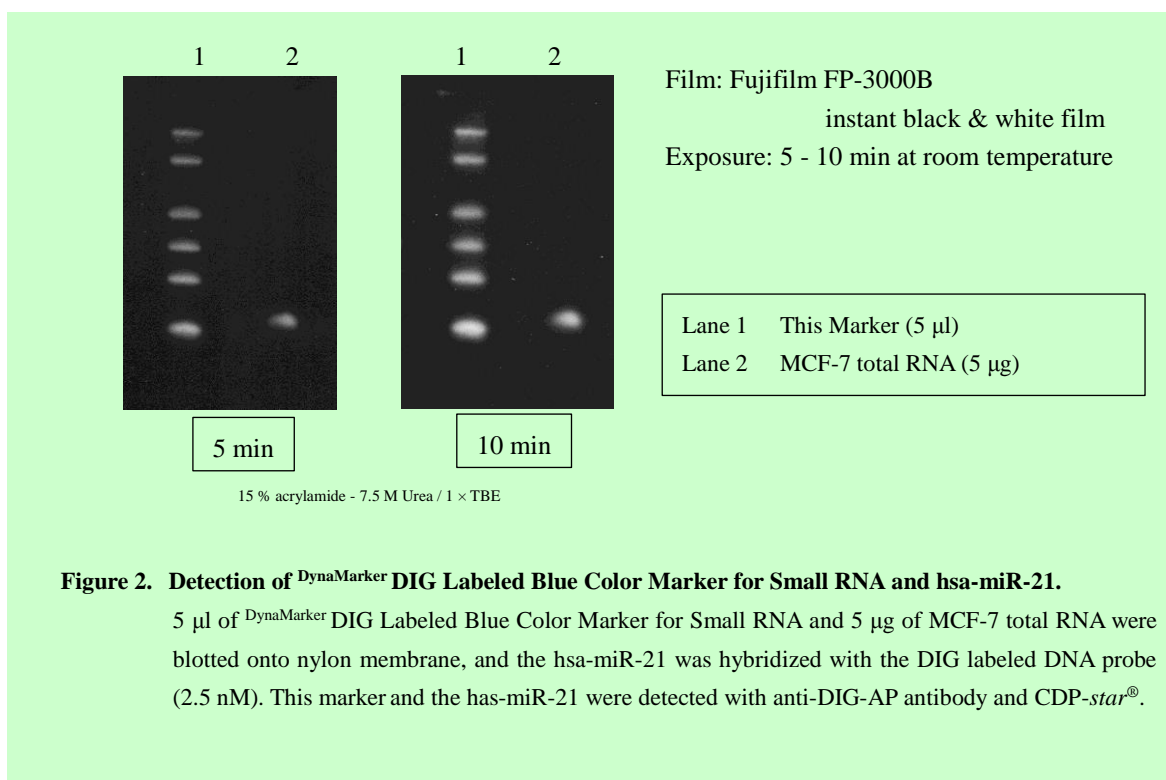 1 2
1 2
Film: Fujifilm FP-3000B
instant black & white film
Exposure: 5 - 10 min at room temperature
Lane 1 This Marker (5 μl)
Lane 2 MCF-7 total RNA (5 μg)
5 min
10 min
15 % acrylamide - 7.5 M Urea / 1 × TBE
Figure 2. Detection of DynaMarker DIG Labeled Blue Color Marker for Small RNA and hsa-miR-21.
5 μl of DynaMarker DIG Labeled Blue Color Marker for Small RNA and 5 μg of MCF-7 total RNA were
blotted onto nylon membrane, and the hsa-miR-21 was hybridized with the DIG labeled DNA probe
(2.5 nM). This marker and the has-miR-21 were detected with anti-DIG-AP antibody and CDP-star®.